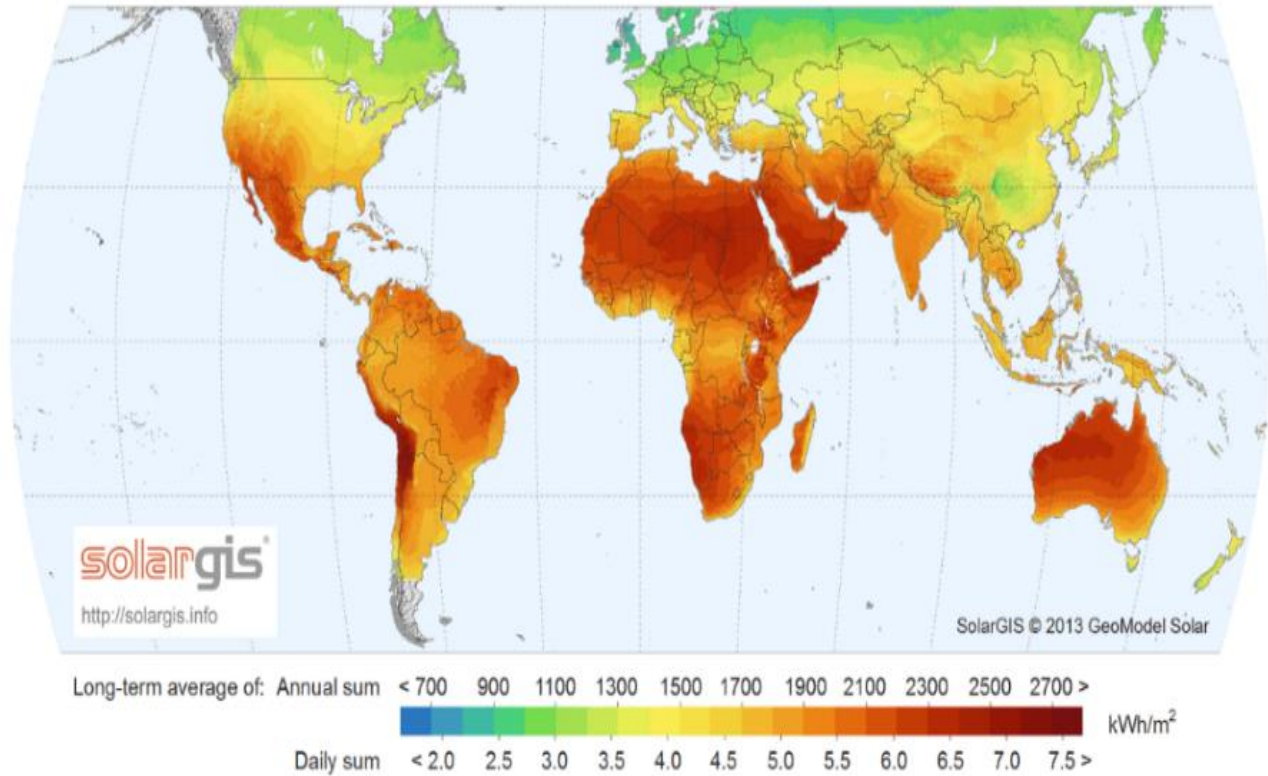 solargis
http://solargis.info
SolarGIS © 2013 GeoModel Solar
Long-term average of: Annual sum < 700 900 1100 1300 1500 1700 1900 2100 2300 2500 2700 >
kWh/m²
Daily sum < 2.0 2.5 3.0 3.5 4.0 4.5 5.0 5.5 6.0 6.5 7.0 7.5 >